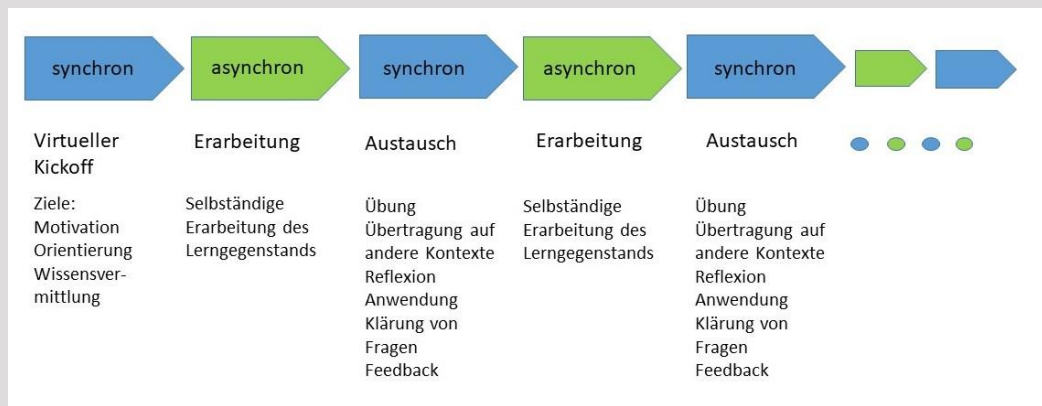 synchron
asynchron
synchron
asynchron
synchron
Virtueller
Kickoff
Erarbeitung
Austausch
Erarbeitung
Austausch
Ziele:
Motivation
Orientierung
Wissensver-
mittlung
Selbständige
Erarbeitung des
Lerngegenstands
Übung
Übertragung auf
andere Kontexte
Reflexion
Anwendung
Klärung von
Fragen
Feedback
Selbständige
Erarbeitung des
Lerngegenstands
Übung
Übertragung auf
andere Kontexte
Reflexion
Anwendung
Klärung von
Fragen
Feedback